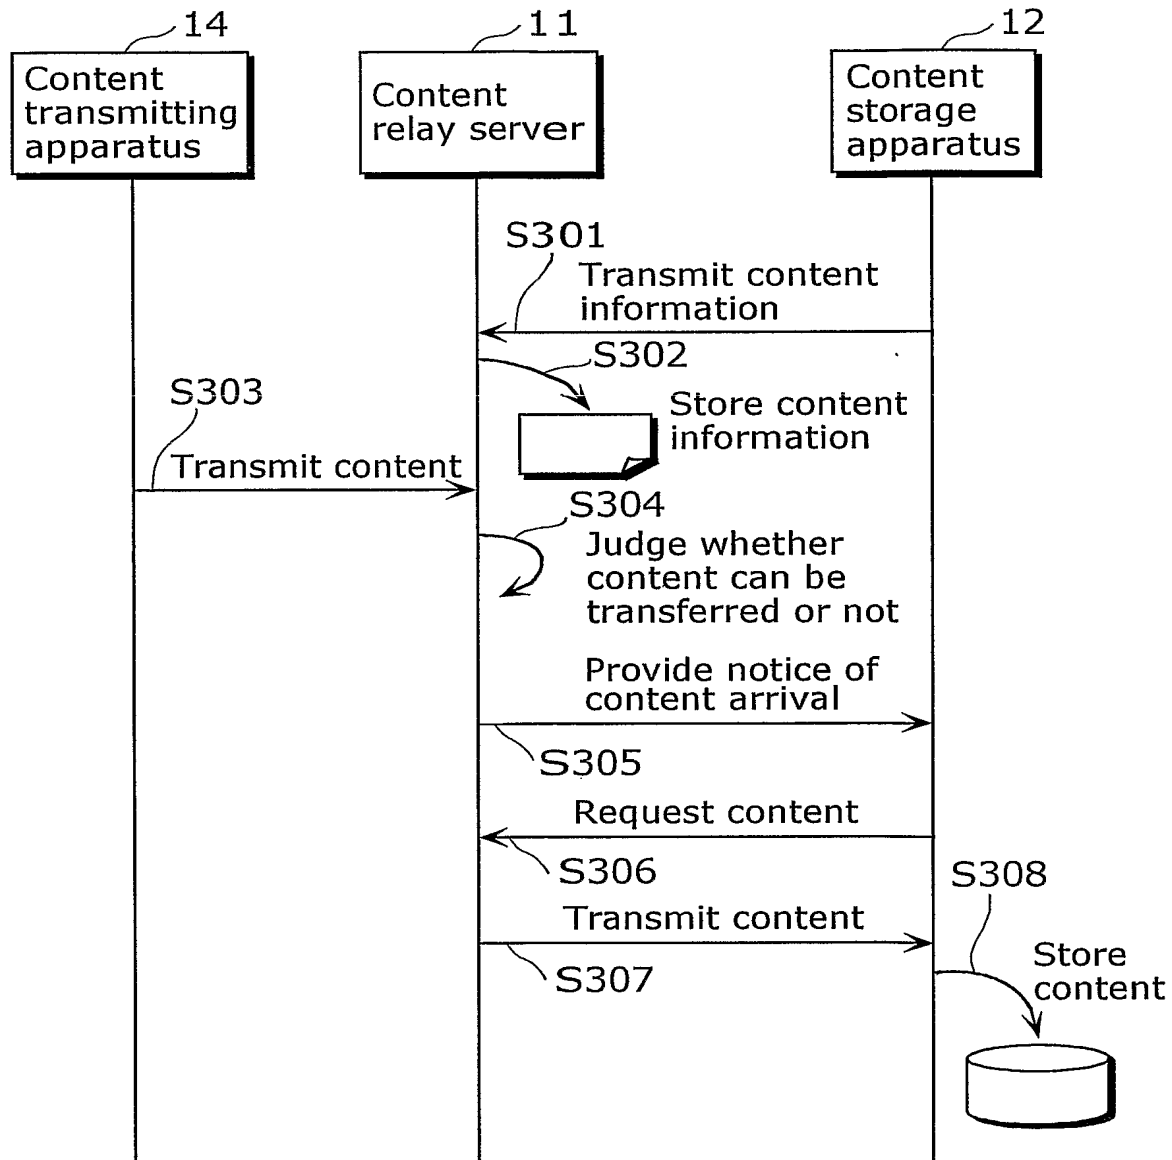 14
11
12
Content
transmitting
apparatus
Content
relay server
Content
storage
apparatus
S301
Transmit content
information
S302
S303
Store content
information
Transmit content
S304
Judge whether
content can be
transferred or not
Provide notice of
content arrival
S305
Request content
S306
S308
Transmit content
S307
Store
content